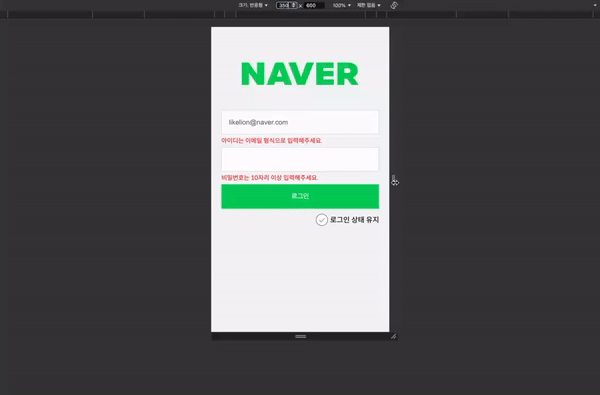 크기: 반응형 ▼ 350 × 600 100% ▼ 제한 없음 ▼
NAVER
likelion@naver.com
아이디는 이메일 형식으로 입력해주세요.
비밀번호는 10자리 이상 입력해주세요.
로그인
로그인 상태 유지